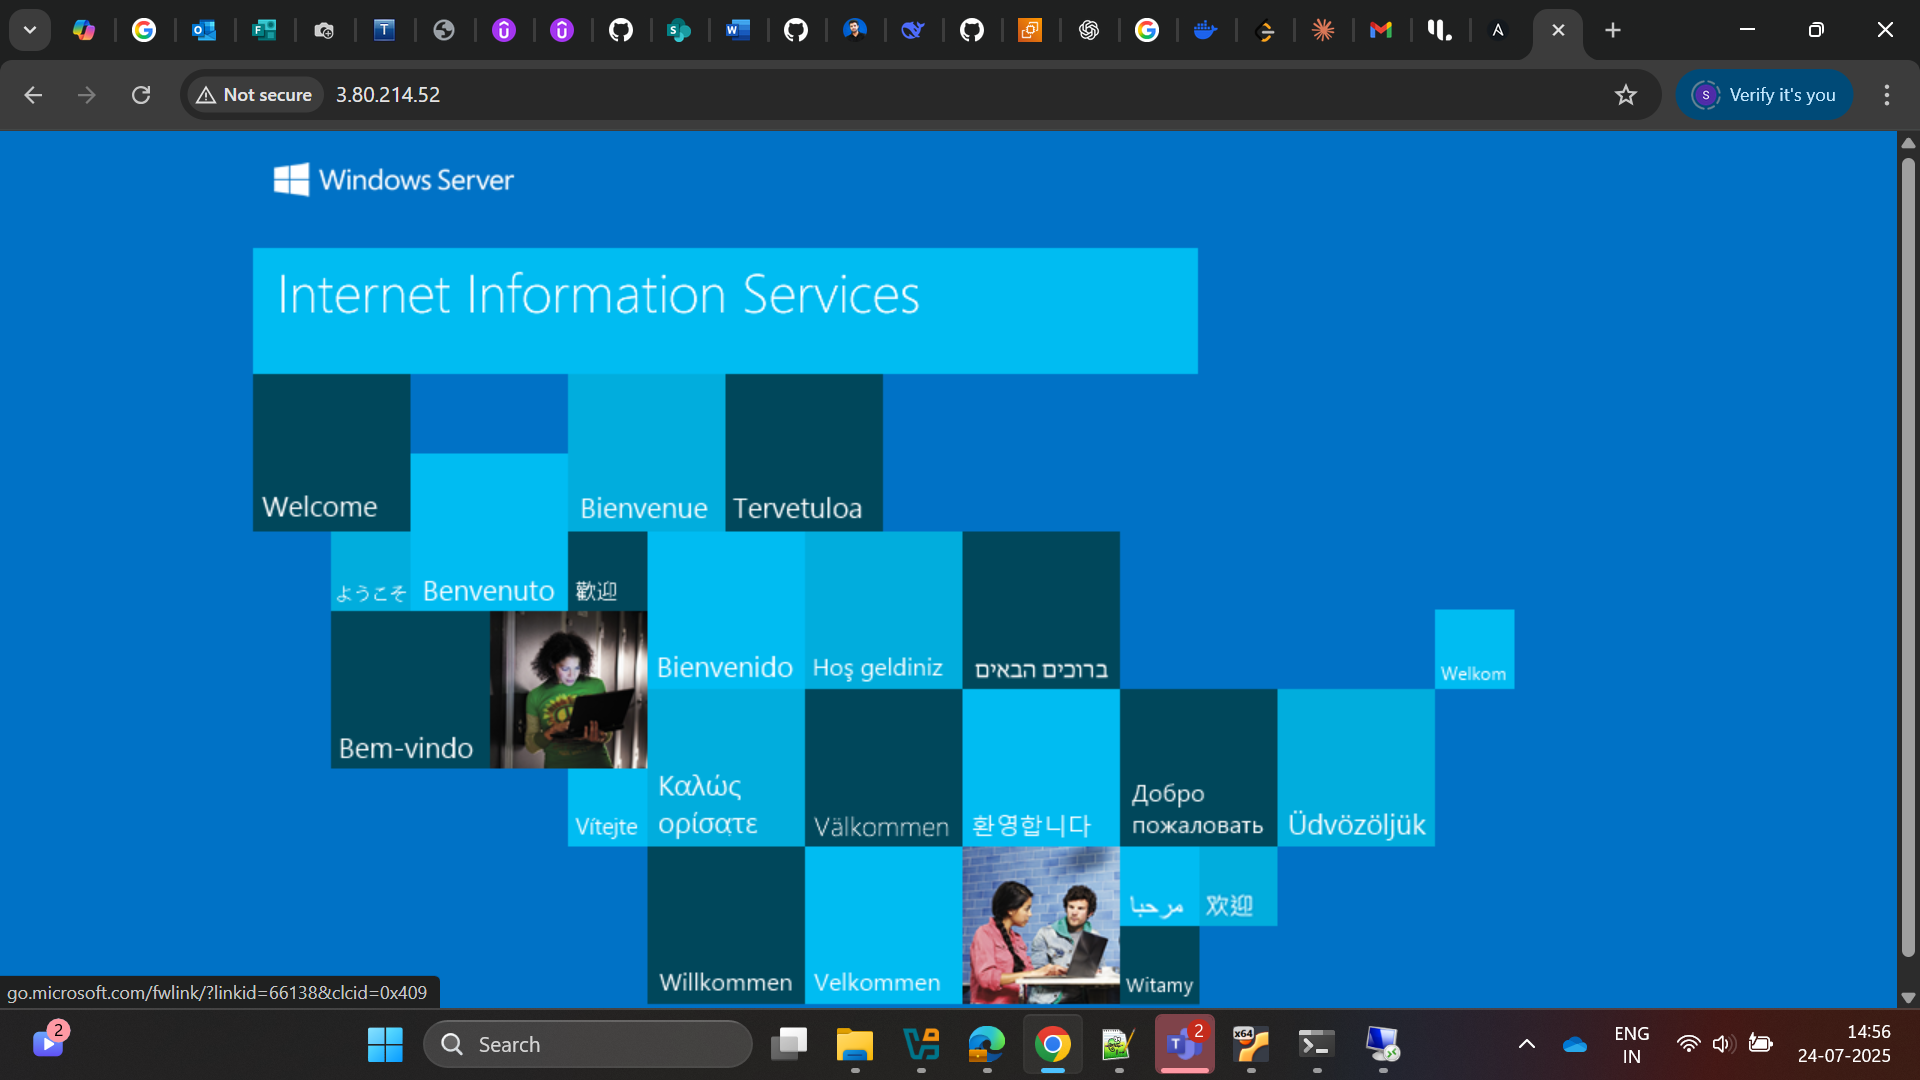 Not secure
3.80.214.52
S
Verify it's you
Windows Server
Internet Information Services
Welcome
Bienvenue
Tervetuloa
ようこそ
Benvenuto
歡迎
Bienvenido
Hoş geldiniz
ברוכים הבאים
Welkom
Bem-vindo
Vítejte
Καλώς
ορίσατε
Välkommen
환영합니다
Добро
пожаловать
Üdvözöljük
Willkommen
Velkommen
مرحبا
欢迎
Witamy
go.microsoft.com/fwlink/?linkid=66138&clcid=0x409
2
Search
2
X64
ENG
IN
14:56
24-07-2025